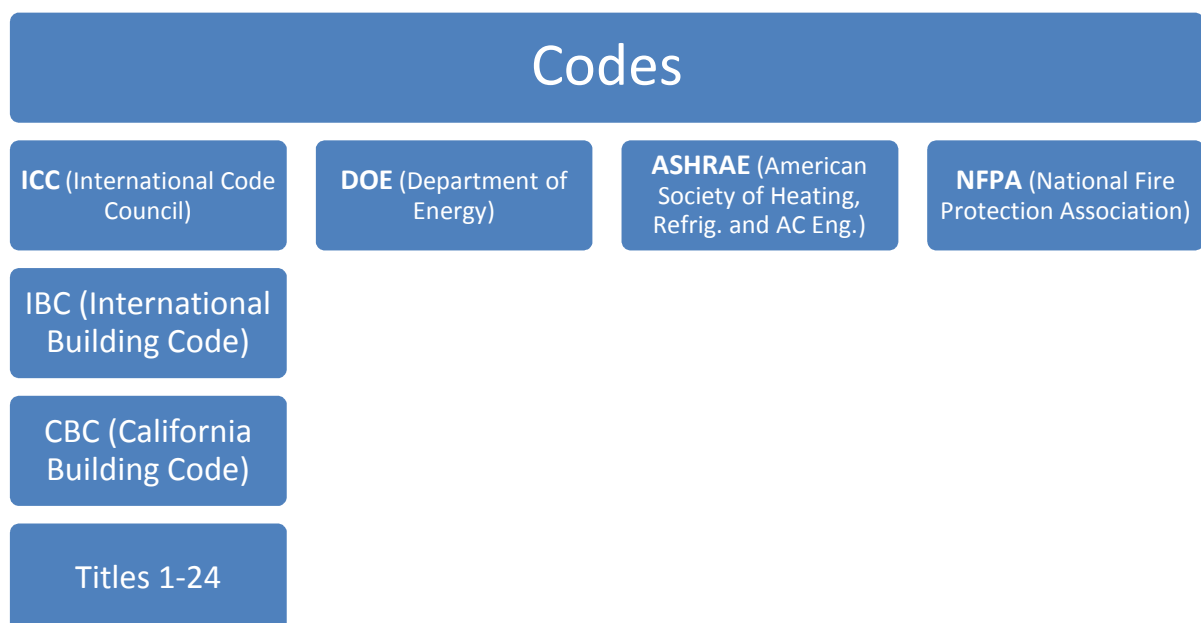 Codes
ICC (International Code
Council)
DOE (Department of
Energy)
ASHRAE (American
Society of Heating,
Refrig. and AC Eng.)
NFPA (National Fire
Protection Association)
IBC (International
Building Code)
CBC (California
Building Code)
Titles 1-24